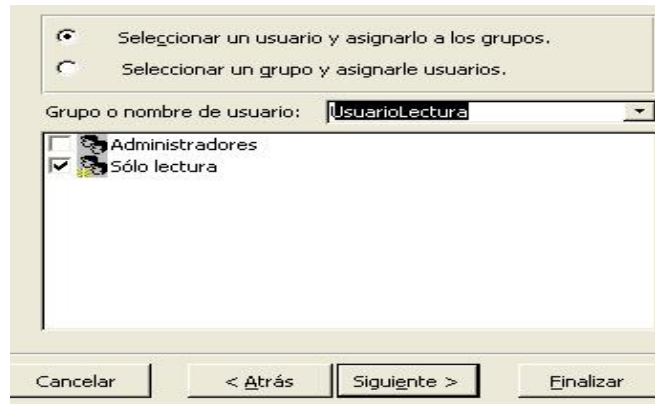 Seleccionar un usuario y asignarlo a los grupos.
Seleccionar un grupo y asignarle usuarios.
Grupo o nombre de usuario: UsuarioLectura
Administradores
Sólo lectura
Cancelar < Atrás Siguiente > Finalizar